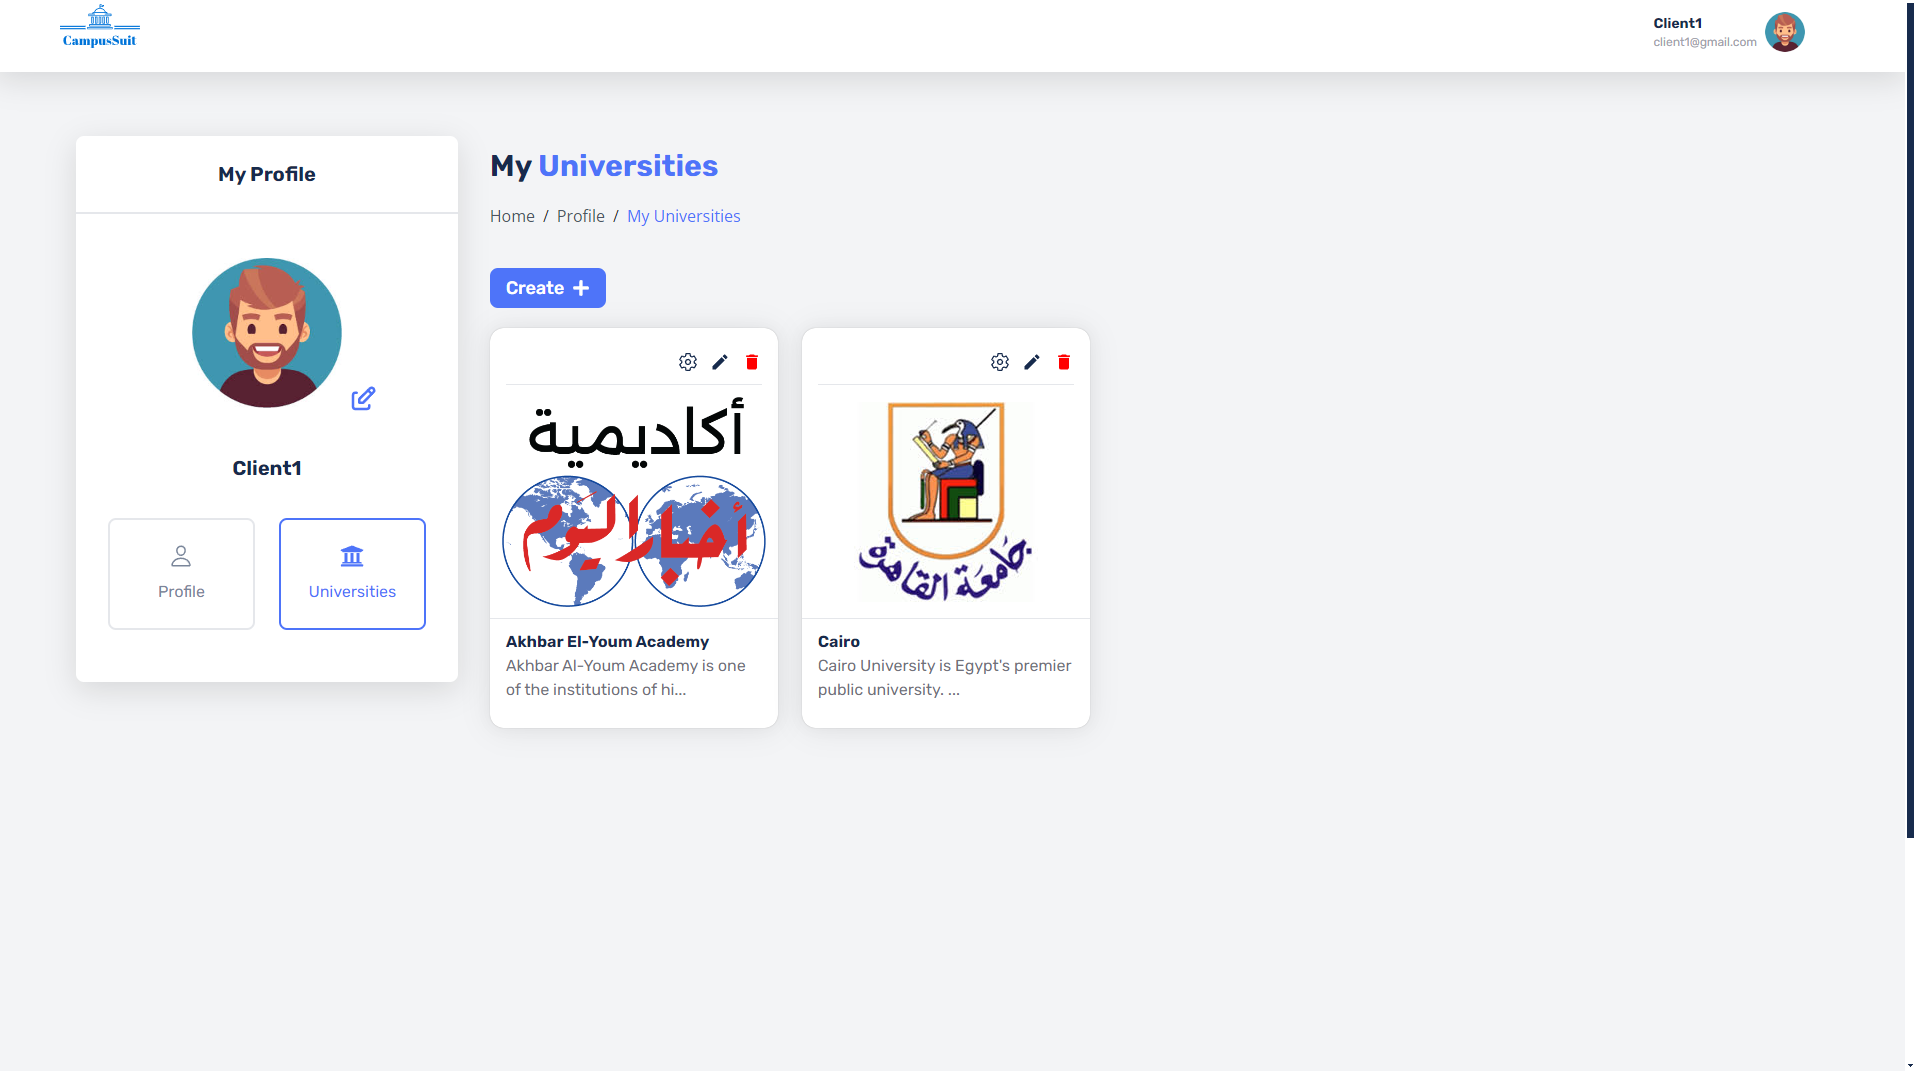 CampusSuit
Client1
client1@gmail.com
My Profile
Client1
Profile
Universities
My Universities
Home / Profile / My Universities
Create
أكاديمية
أخبار اليوم
Akhbar El-Youm Academy
Akhbar Al-Youm Academy is one
of the institutions of hi...
جامعة القاهرة
Cairo
Cairo University is Egypt's premier
public university. ...